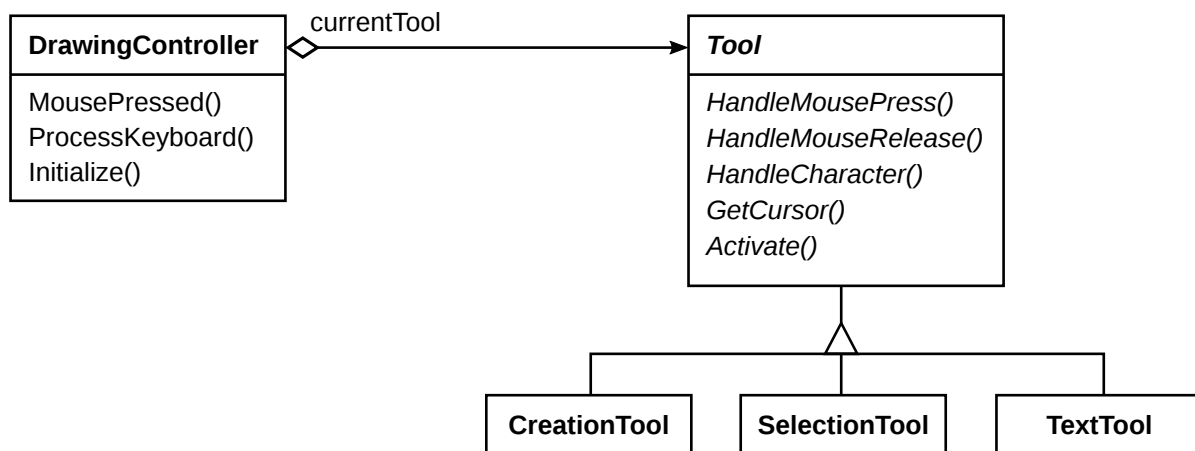 DrawingController
MousePressed()
ProcessKeyboard()
Initialize()
currentTool
Tool
HandleMousePress()
HandleMouseRelease()
HandleCharacter()
GetCursor()
Activate()
CreationTool
SelectionTool
TextTool